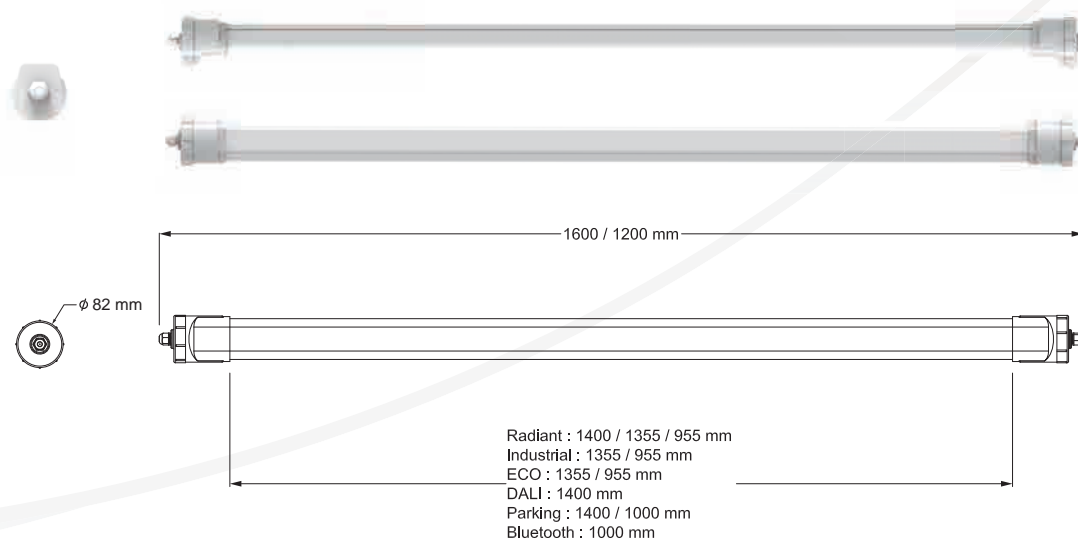 1600 / 1200 mm
ϕ 82 mm
Radiant : 1400 / 1355 / 955 mm
Industrial : 1355 / 955 mm
ECO : 1355 / 955 mm
DALI : 1400 mm
Parking : 1400 / 1000 mm
Bluetooth : 1000 mm